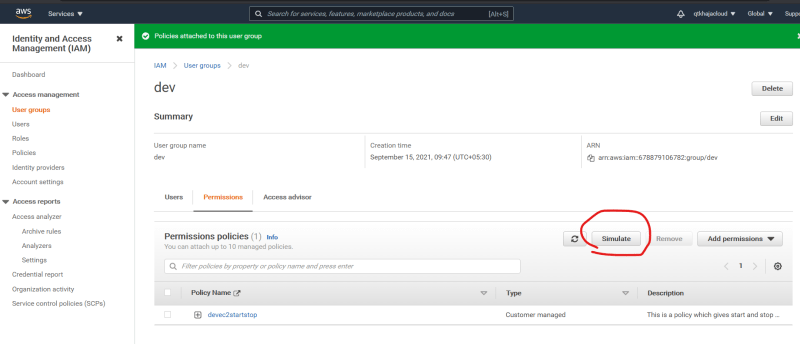 aws
Services
Search for services, features, marketplace products, and docs [Alt+S]
qtkhajacloud
Global
Suppo
Identity and Access Management (IAM)
Policies attached to this user group
Dashboard
Access management
User groups
Users
Roles
Policies
Identity providers
Account settings
Access reports
Access analyzer
Archive rules
Analyzers
Settings
Credential report
Organization activity
Service control policies (SCPs)
IAM > User groups > dev
dev
Delete
Summary
Edit
User group name
dev
Creation time
September 15, 2021, 09:47 (UTC+05:30)
ARN
arn:aws:iam::678879106782:group/dev
Users
Permissions
Access advisor
Permissions policies (1) Info
You can attach up to 10 managed policies.
Simulate
Remove
Add permissions
Filter policies by property or policy name and press enter
1
Policy Name
Type
Description
devec2startstop
Customer managed
This is a policy which gives start and stop ...